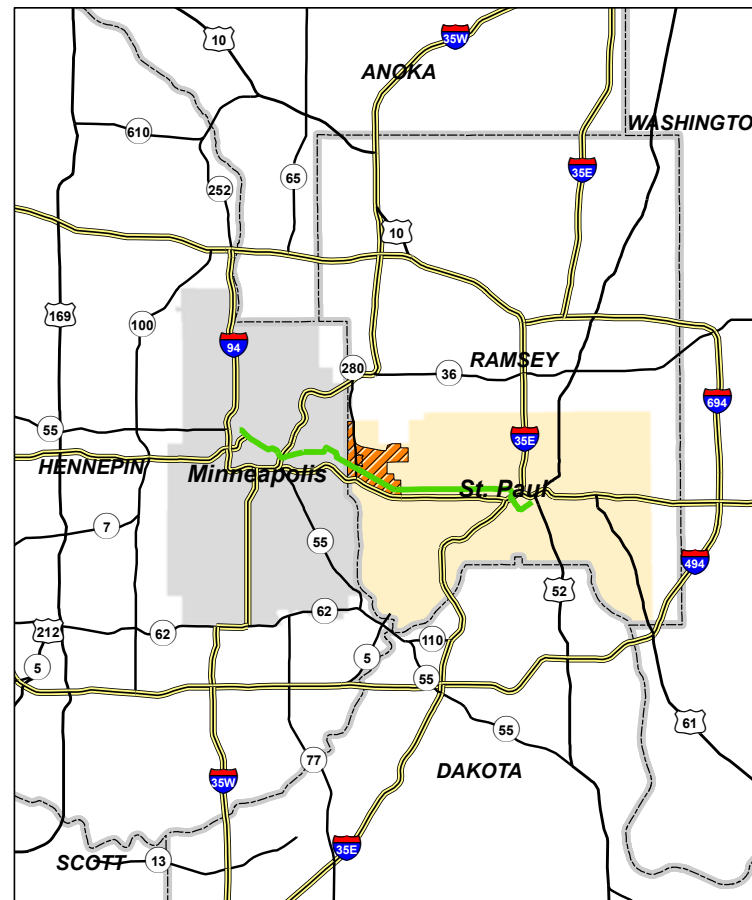 35W
10
ANOKA
WASHINGTO
610
65
35E
252
10
169
100
94
280
RAMSEY
36
694
55
35E
HENNEPIN
Minneapolis
St. Paul
7
55
494
52
62
62
212
110
5
5
55
61
55
77
DAKOTA
35W
35E
SCOTT
13